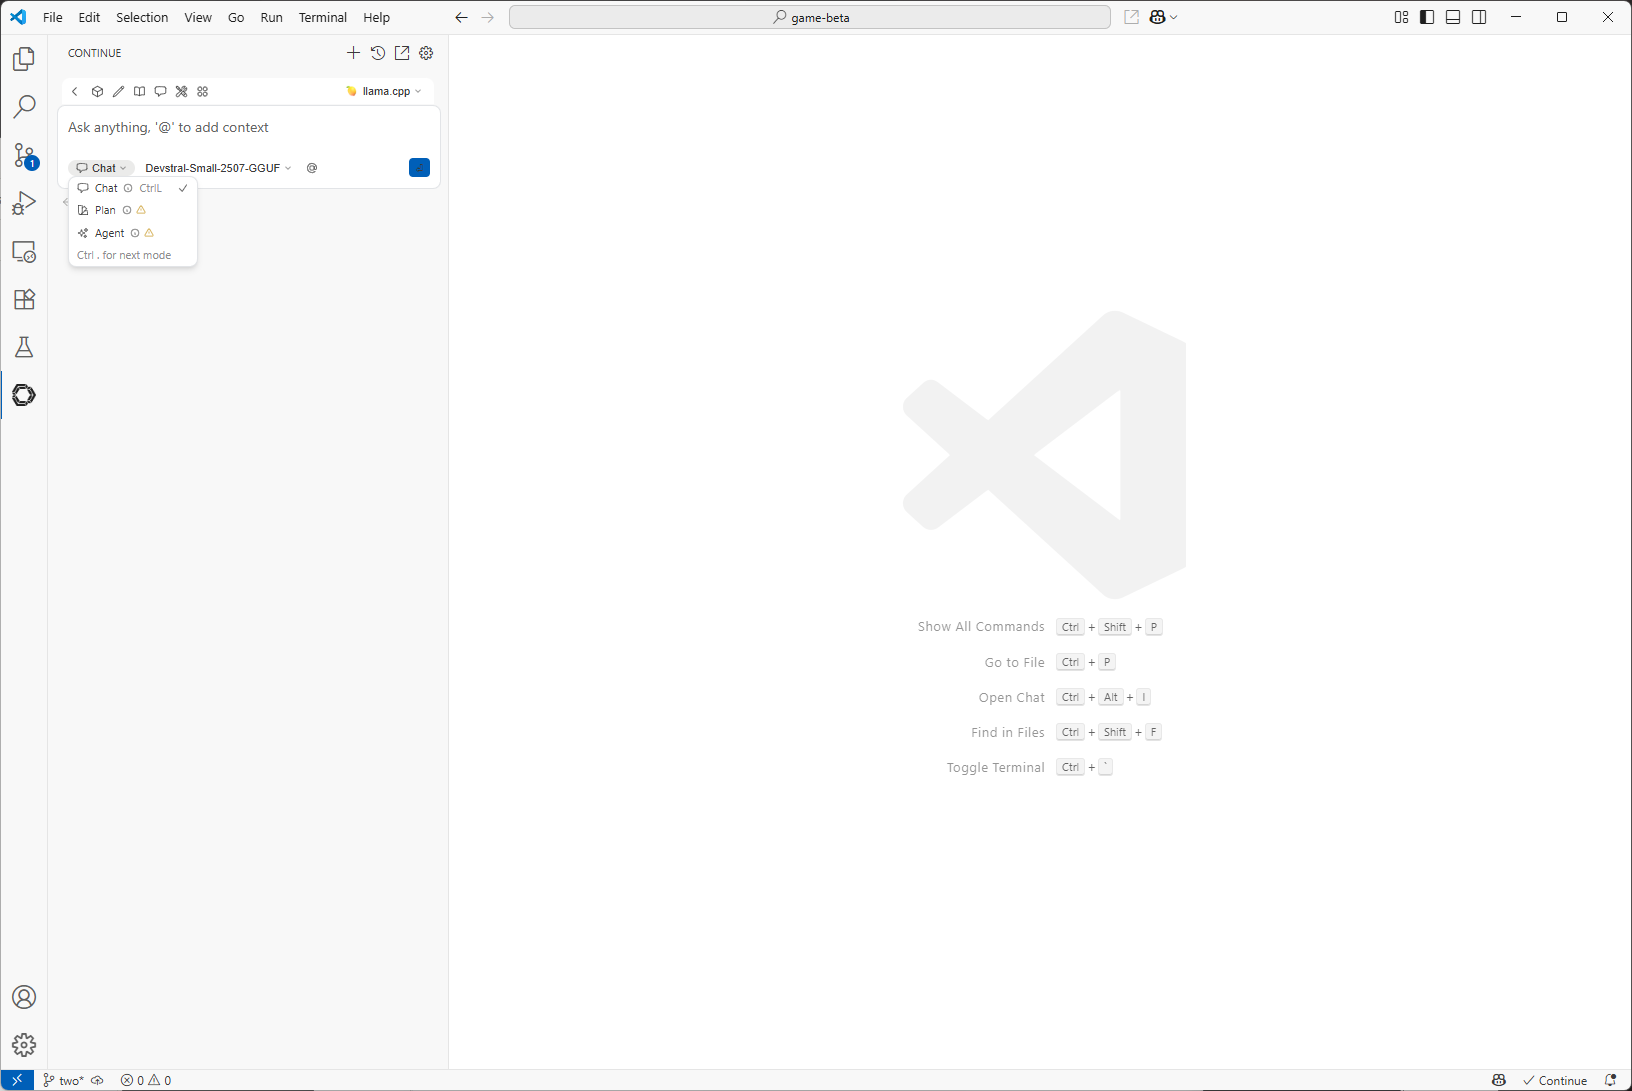 File Edit Selection View Go Run Terminal Help
game-beta
CONTINUE
llama.cpp
Ask anything, '@' to add context
Chat Devstral-Small-2507-GGUF @
Chat CtrlL
Plan
Agent
Ctrl . for next mode
1
Show All Commands Ctrl + Shift + P
Go to File Ctrl + P
Open Chat Ctrl + Alt + I
Find in Files Ctrl + Shift + F
Toggle Terminal Ctrl + `
two* 0 0 Continue